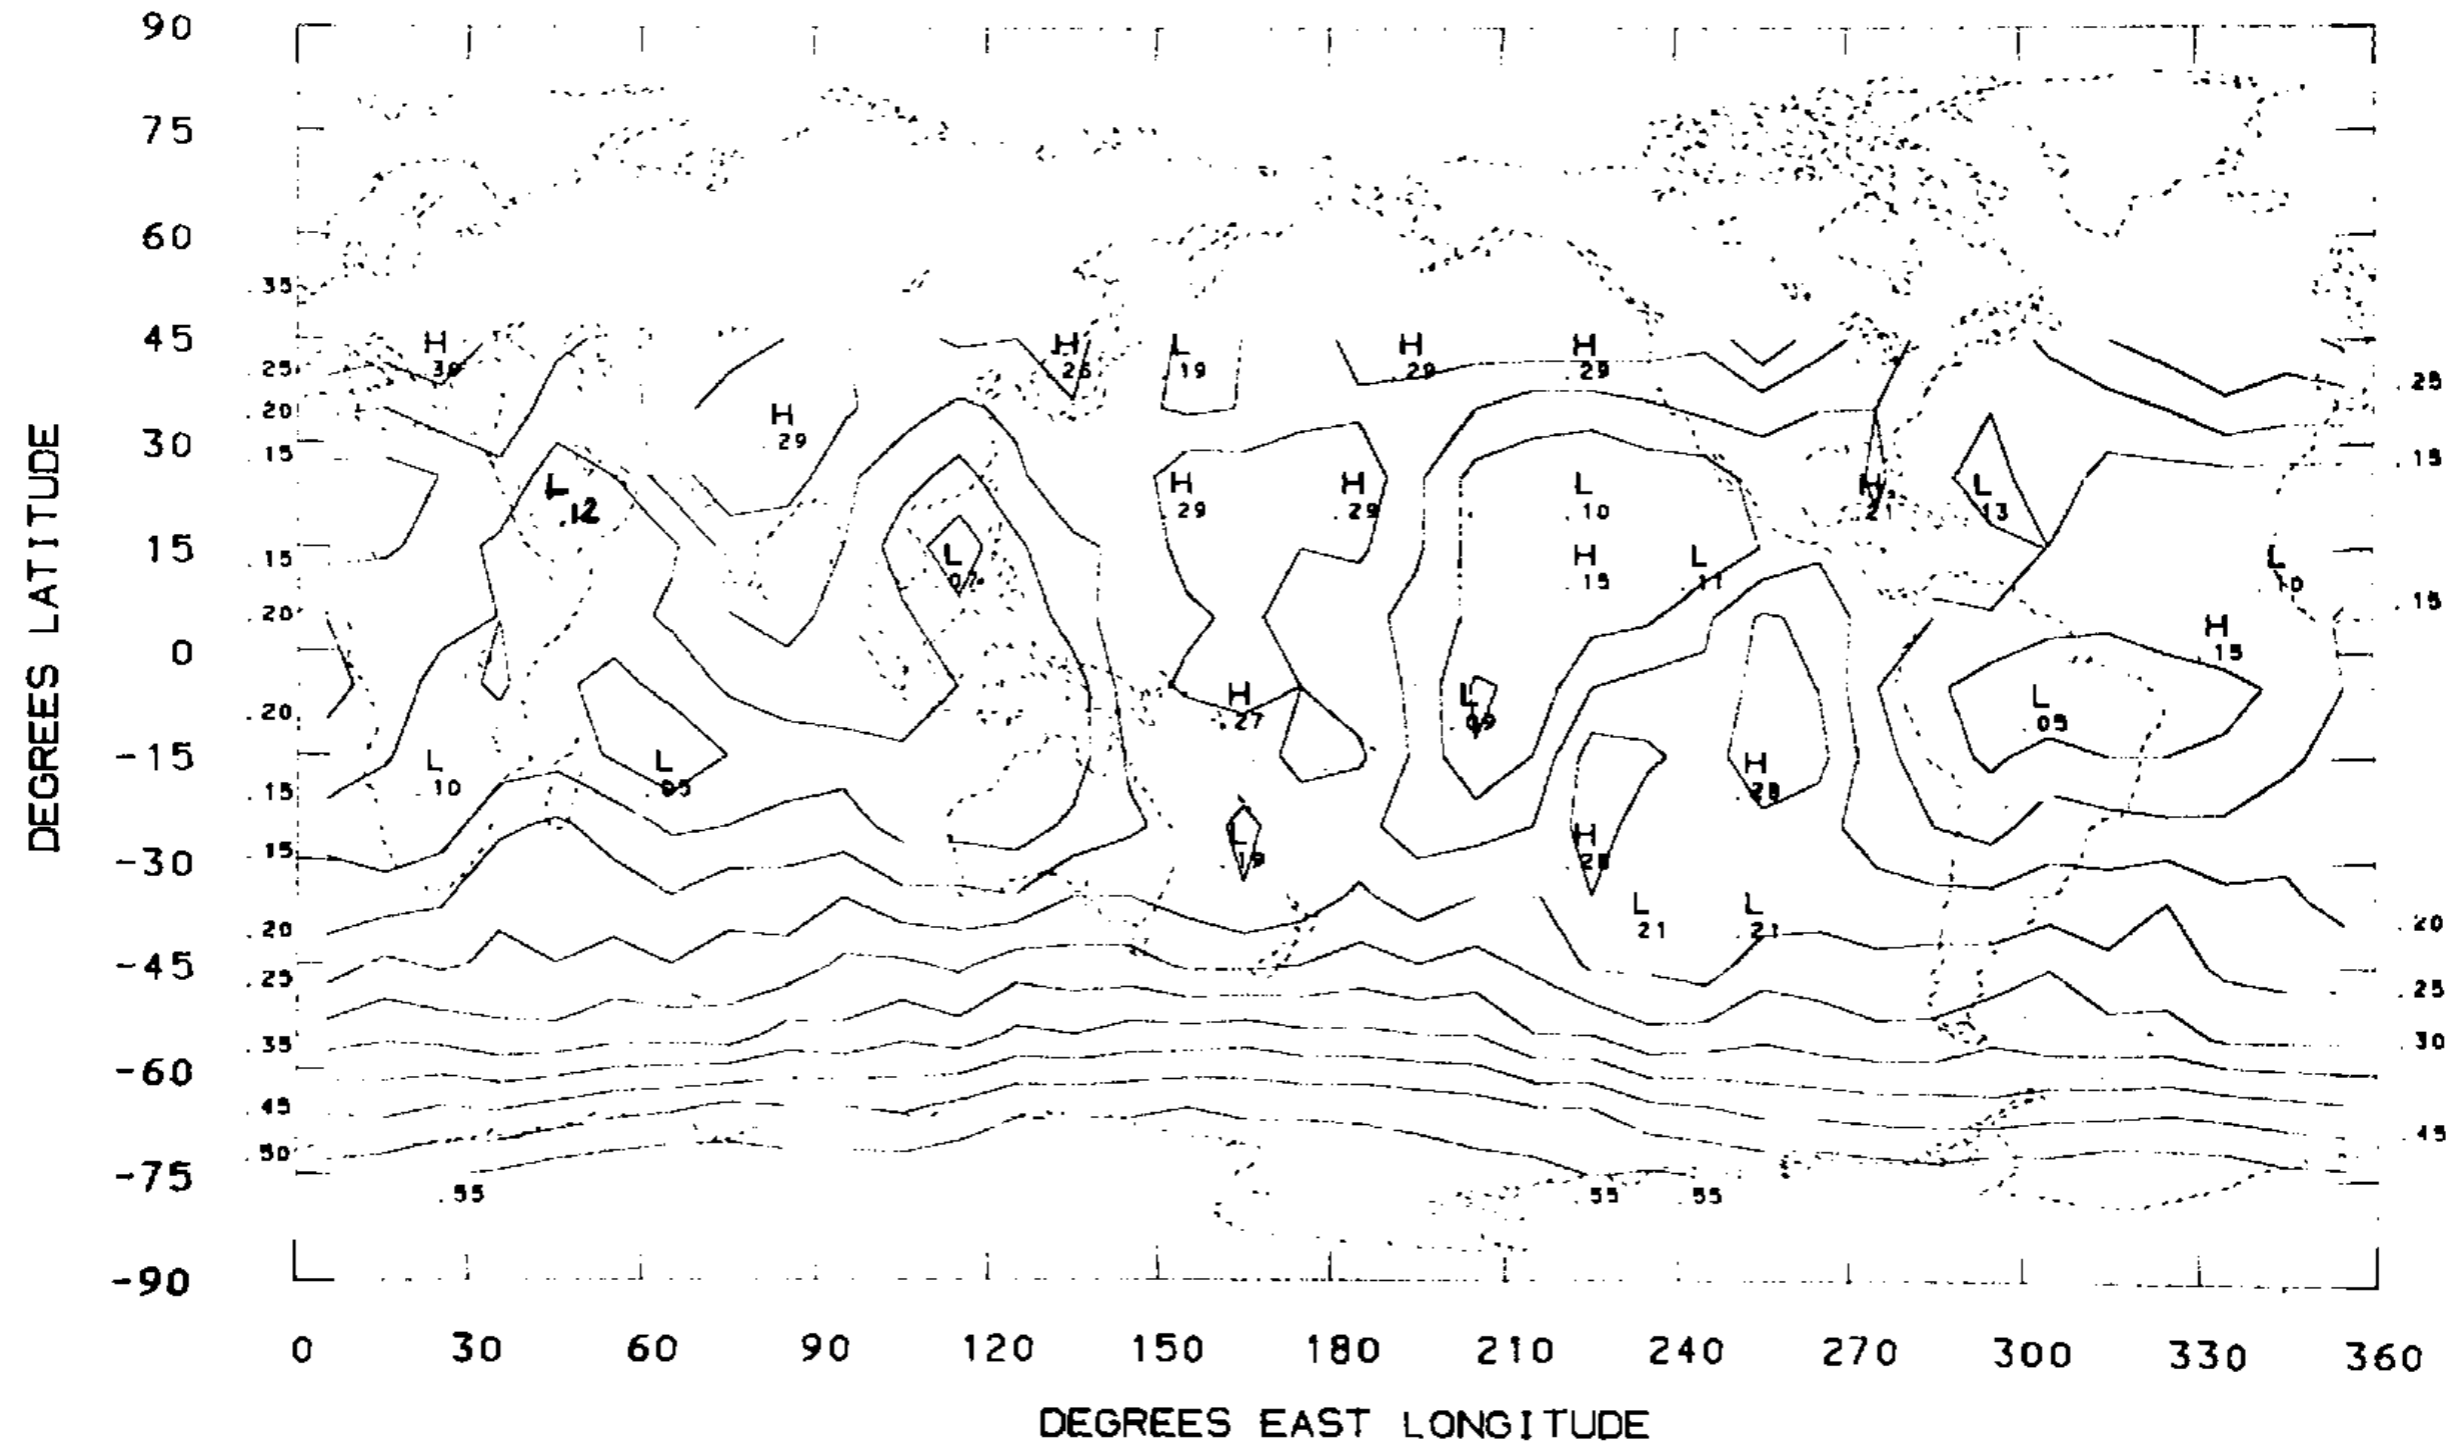 90
75
60
.35
45
H H L H H
.26 .19 .29 .29
.25 .25
.20
H
.29
30
.15 .15
L H H L L
.12 .29 .29 .10 .13
15
L H L L
.15 .15 .11 .10
.20 .15
0
H
.15
H L
.27 .05
.20
-15
L L H
.10 .28
.15
H
.15
-30
L L
.20 .21 .21 .20
-45
.25 .25
.35 .30
-60
.45 .45
.50
-75
.55 .55 .55
-90
0 30 60 90 120 150 180 210 240 270 300 330 360
DEGREES EAST LONGITUDE
DEGREES LATITUDE